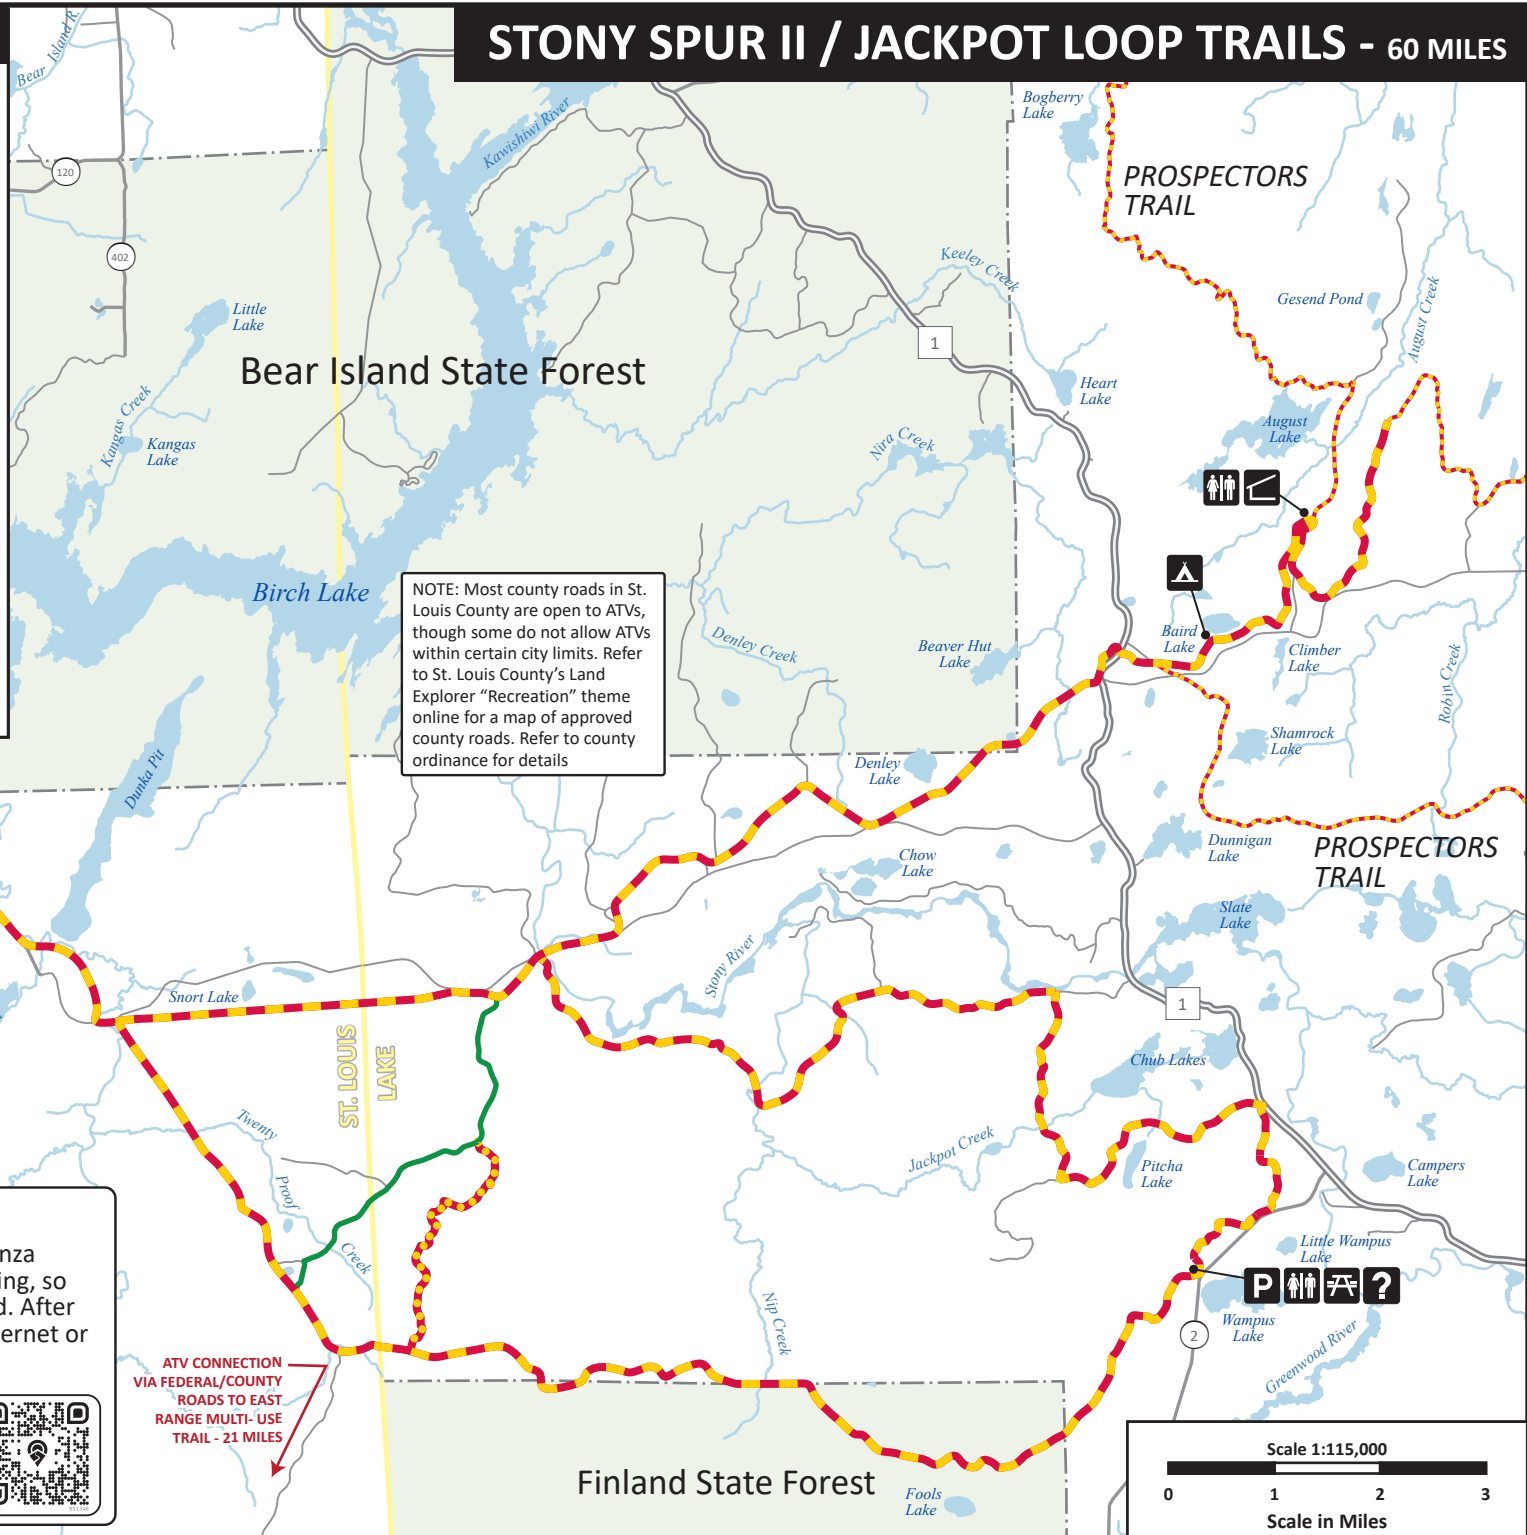 STONY SPUR II / JACKPOT LOOP TRAILS - 60 MILES
Bear Island R.
Kawishiwi River
Bogberry
Lake
120
PROSPECTORS
TRAIL
402
Keeley Creek
Gesend Pond
August Creek
Little
Lake
1
Bear Island State Forest
Heart
Lake
Kangas Creek
Kangas
Lake
August
Lake
Nira Creek
Birch Lake
NOTE: Most county roads in St.
Louis County are open to ATVs,
though some do not allow ATVs
within certain city limits. Refer
to St. Louis County's Land
Explorer “Recreation” theme
online for a map of approved
county roads. Refer to county
ordinance for details
Denley Creek
Beaver Hut
Lake
Baird
Lake
Climber
Lake
Robin Creek
Shamrock
Lake
Dunka Pit
Denley
Lake
Dunnigan
Lake
PROSPECTORS
TRAIL
Chow
Lake
Slate
Lake
Stony River
Snort Lake
1
ST. LOUIS
LAKE
Chub Lakes
Twenty
Proof
Creek
Jackpot Creek
Pitcha
Lake
Campers
Lake
nza
ing, so
d. After
ernet or
Little Wampus
Lake
P
?
Wampus
Lake
2
Nip Creek
Greenwood River
ATV CONNECTION
VIA FEDERAL/COUNTY
ROADS TO EAST
RANGE MULTI- USE
TRAIL - 21 MILES
Finland State Forest
Fools
Lake
Scale 1:115,000
0 1 2 3
Scale in Miles